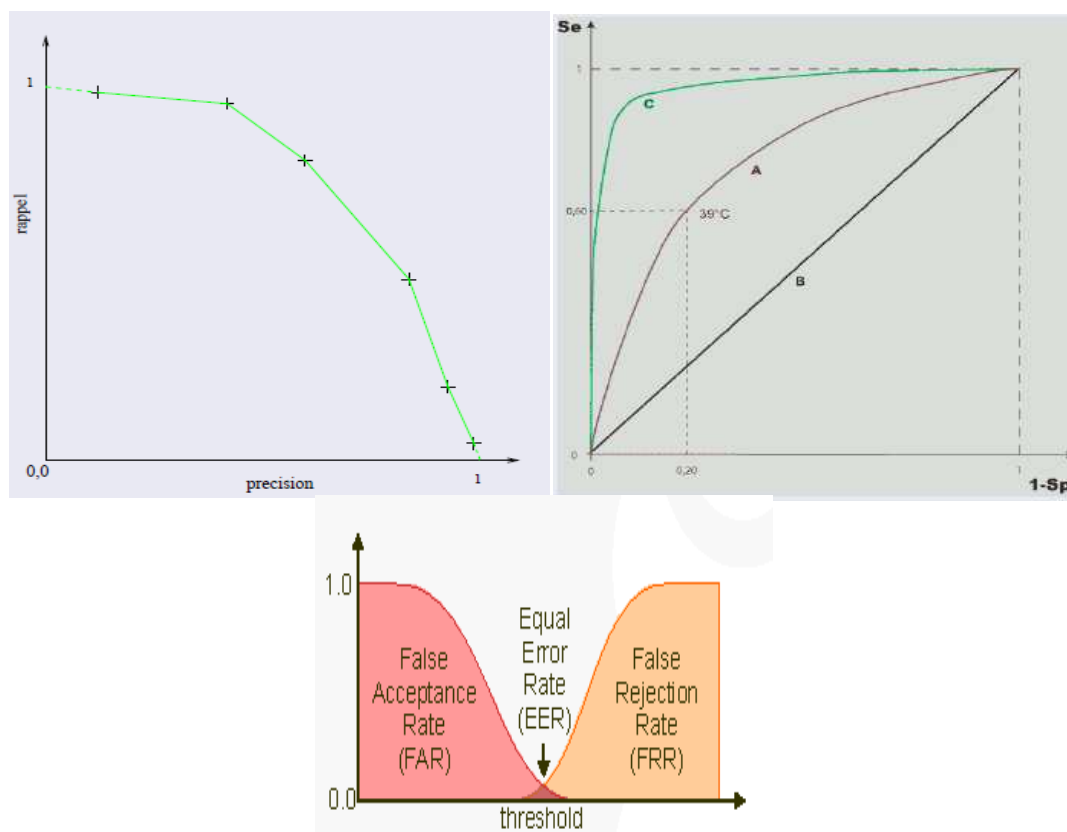 1
rappel
0,0
precision
1
Se
1
C
A
0,60
39°C
B
0
0
0,20
1
1-Sp
1.0
False
Acceptance
Rate
(FAR)
Equal
Error
Rate
(EER)
False
Rejection
Rate
(FRR)
0.0
threshold